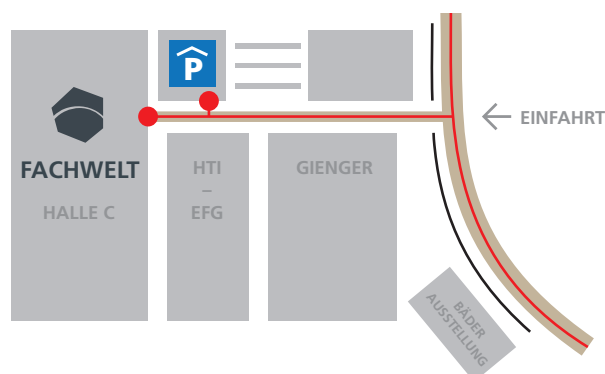 P
EINFAHRT
FACHWELT
HALLE C
HTI
–
EFG
GIENGER
BÄDER
AUSSTELLUNG